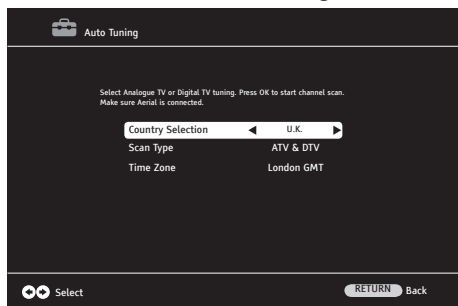 Auto Tuning
Select Analogue TV or Digital TV tuning. Press OK to start channel scan.
Make sure Aerial is connected.
Country Selection U.K.
Scan Type ATV & DTV
Time Zone London GMT
Select RETURN Back